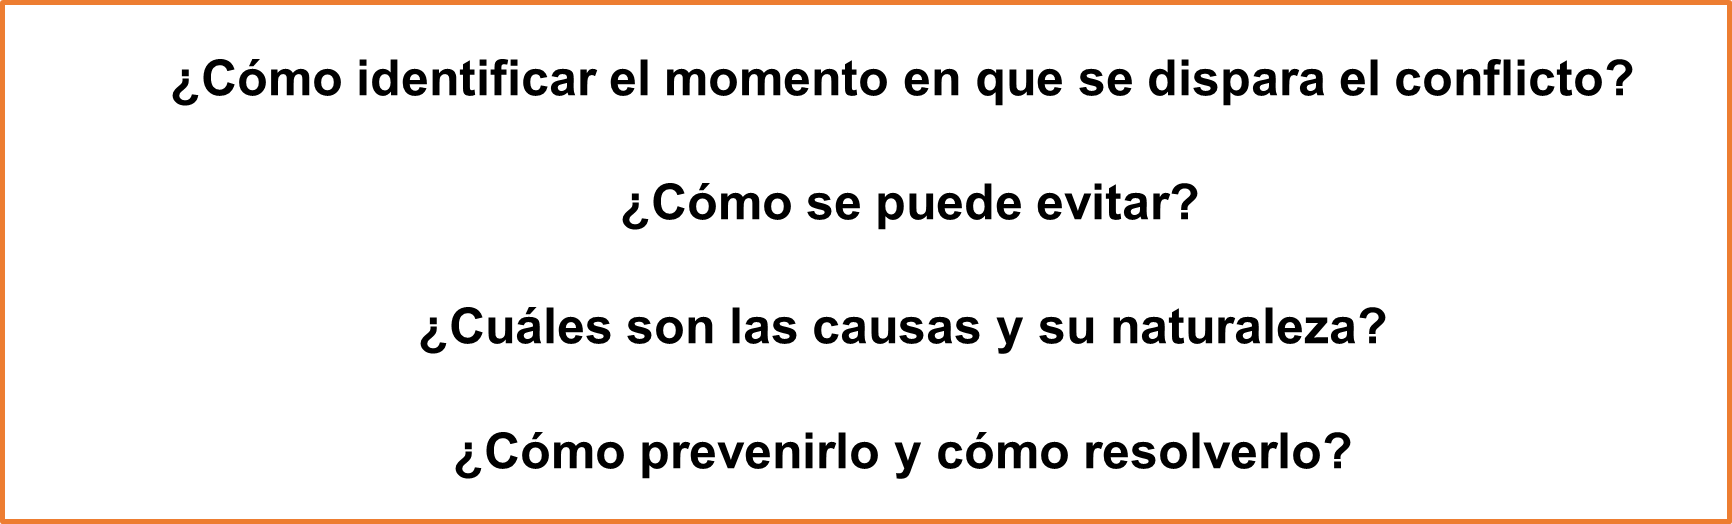 ¿Cómo identificar el momento en que se dispara el conflicto?
¿Cómo se puede evitar?
¿Cuáles son las causas y su naturaleza?
¿Cómo prevenirlo y cómo resolverlo?